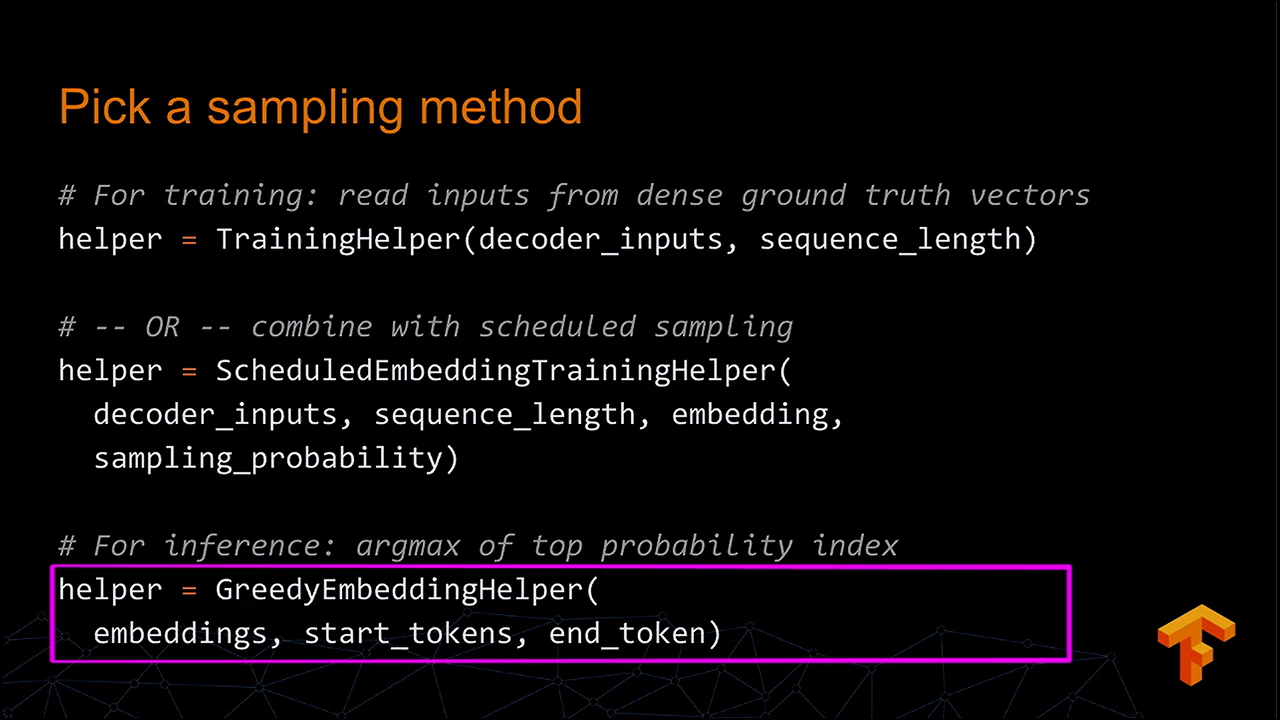 Pick a sampling method
# For training: read inputs from dense ground truth vectors
helper = TrainingHelper(decoder_inputs, sequence_length)
# -- OR -- combine with scheduled sampling
helper = ScheduledEmbeddingTrainingHelper(
decoder_inputs, sequence_length, embedding,
sampling_probability)
# For inference: argmax of top probability index
helper = GreedyEmbeddingHelper(
embeddings, start_tokens, end_token)